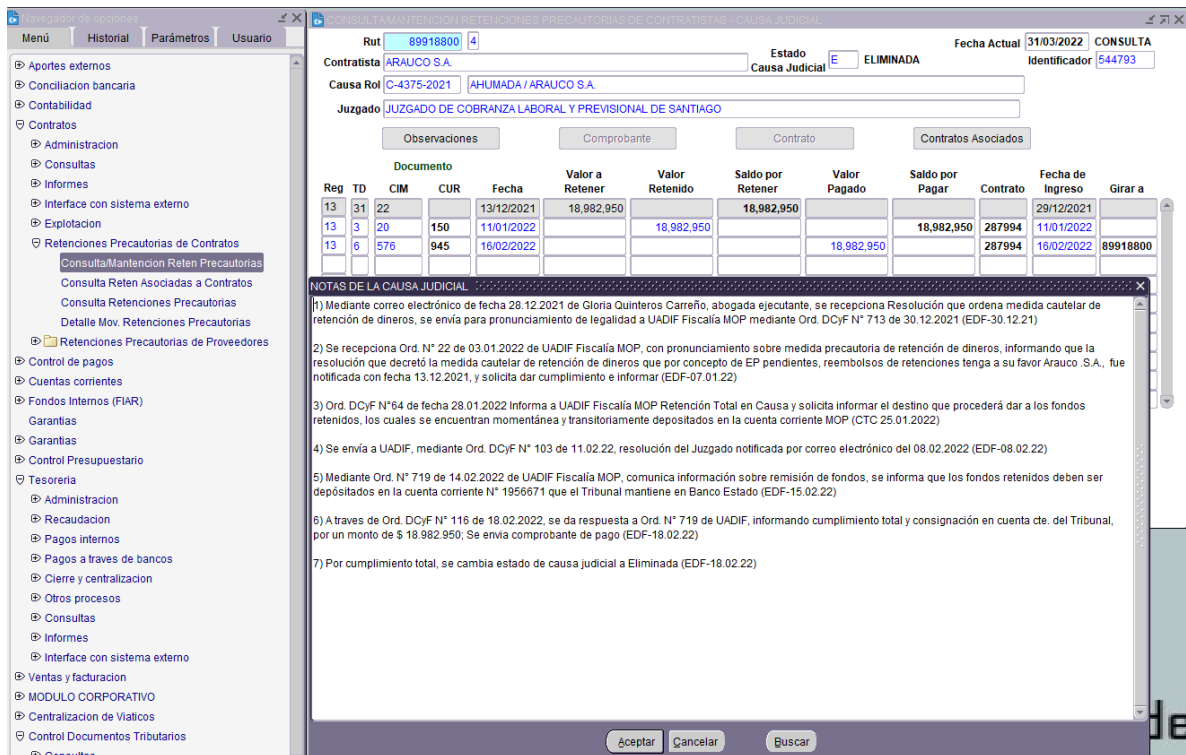 Navegador de opciones
Menú Historial Parámetros Usuario
Aportes externos
Conciliacion bancaria
Contabilidad
Contratos
Administracion
Consultas
Informes
Interface con sistema externo
Explotacion
Retenciones Precautorias de Contratos
Consulta/Mantencion Reten Precautorias
Consulta Reten Asociadas a Contratos
Consulta Retenciones Precautorias
Detalle Mov. Retenciones Precautorias
Retenciones Precautorias de Proveedores
Control de pagos
Cuentas corrientes
Fondos Internos (FIAR)
Garantias
Garantias
Control Presupuestario
Tesoreria
Administracion
Recaudacion
Pagos internos
Pagos a traves de bancos
Cierre y centralizacion
Otros procesos
Consultas
Informes
Interface con sistema externo
Ventas y facturacion
MODULO CORPORATIVO
Centralizacion de Viaticos
Control Documentos Tributarios
Consultas
CONSULTA/MANTENCION RETENCIONES PRECAUTORIAS DE CONTRATISTAS - CAUSA JUDICIAL
Rut 89918800 4 Fecha Actual 31/03/2022 CONSULTA
Contratista ARAUCO S.A. Estado Causa Judicial E ELIMINADA Identificador 544793
Causa Rol C-4375-2021 AHUMADA / ARAUCO S.A.
Juzgado JUZGADO DE COBRANZA LABORAL Y PREVISIONAL DE SANTIAGO
Observaciones Comprobante Contrato Contratos Asociados
Documento Valor a Valor Saldo por Valor Saldo por Fecha de
Reg TD CIM CUR Fecha Retener Retenido Retener Pagado Pagar Contrato Ingreso Girar a
13 31 22 13/12/2021 18,982,950 18,982,950 29/12/2021
13 3 20 150 11/01/2022 18,982,950 18,982,950 287994 11/01/2022
13 6 576 945 16/02/2022 18,982,950 287994 16/02/2022 89918800
NOTAS DE LA CAUSA JUDICIAL
1) Mediante correo electrónico de fecha 28.12.2021 de Gloria Quinteros Carreño, abogada ejecutante, se recepciona Resolución que ordena medida cautelar de
retención de dineros, se envía para pronunciamiento de legalidad a UADIF Fiscalía MOP mediante Ord. DCyF N° 713 de 30.12.2021 (EDF-30.12.21)
2) Se recepciona Ord. N° 22 de 03.01.2022 de UADIF Fiscalía MOP, con pronunciamiento sobre medida precautoria de retención de dineros, informando que la
resolución que decretó la medida cautelar de retención de dineros que por concepto de EP pendientes, reembolsos de retenciones tenga a su favor Arauco .S.A., fue
notificada con fecha 13.12.2021, y solicita dar cumplimiento e informar (EDF-07.01.22)
3) Ord. DCyF N°64 de fecha 28.01.2022 Informa a UADIF Fiscalía MOP Retención Total en Causa y solicita informar el destino que procederá dar a los fondos
retenidos, los cuales se encuentran momentánea y transitoriamente depositados en la cuenta corriente MOP (CTC 25.01.2022)
4) Se envía a UADIF, mediante Ord. DCyF N° 103 de 11.02.22, resolución del Juzgado notificada por correo electrónico del 08.02.2022 (EDF-08.02.22)
5) Mediante Ord. N° 719 de 14.02.2022 de UADIF Fiscalía MOP, comunica información sobre remisión de fondos, se informa que los fondos retenidos deben ser
depósitados en la cuenta corriente N° 1956671 que el Tribunal mantiene en Banco Estado (EDF-15.02.22)
6) A traves de Ord. DCyF N° 116 de 18.02.2022, se da respuesta a Ord. N° 719 de UADIF, informando cumplimiento total y consignación en cuenta cte. del Tribunal,
por un monto de $ 18.982.950; Se envia comprobante de pago (EDF-18.02.22)
7) Por cumplimiento total, se cambia estado de causa judicial a Eliminada (EDF-18.02.22)
Aceptar Cancelar Buscar
de